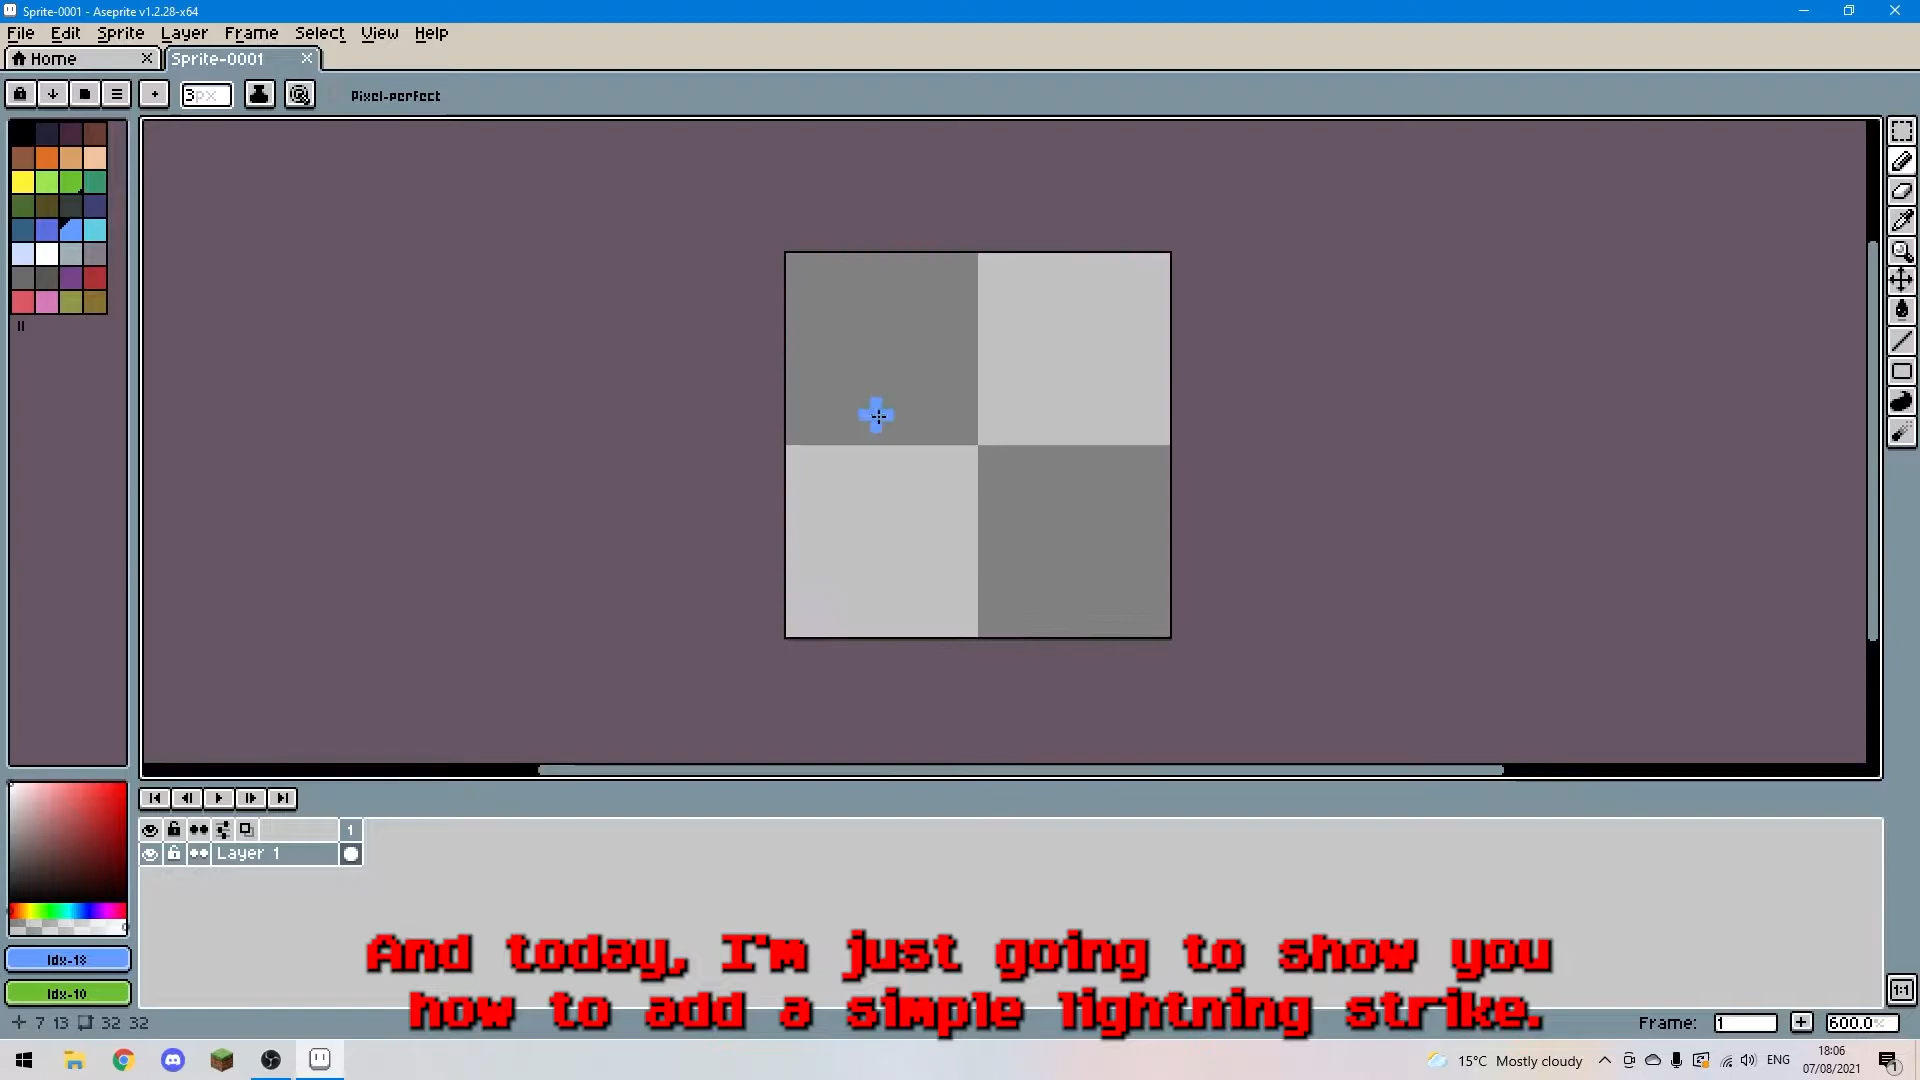 Sprite-0001 - Aseprite v1.2.28-x64
File Edit Sprite Layer Frame Select View Help
Home Sprite-0001
3px Pixel-perfect
1
Layer 1
And today, I'm just going to show you
how to add a simple lightning strike.
Idx-18
Idx-10
7 13 32 32
Frame: 1 600.0%
1:1
15°C Mostly cloudy
ENG
18:06
07/08/2021
1